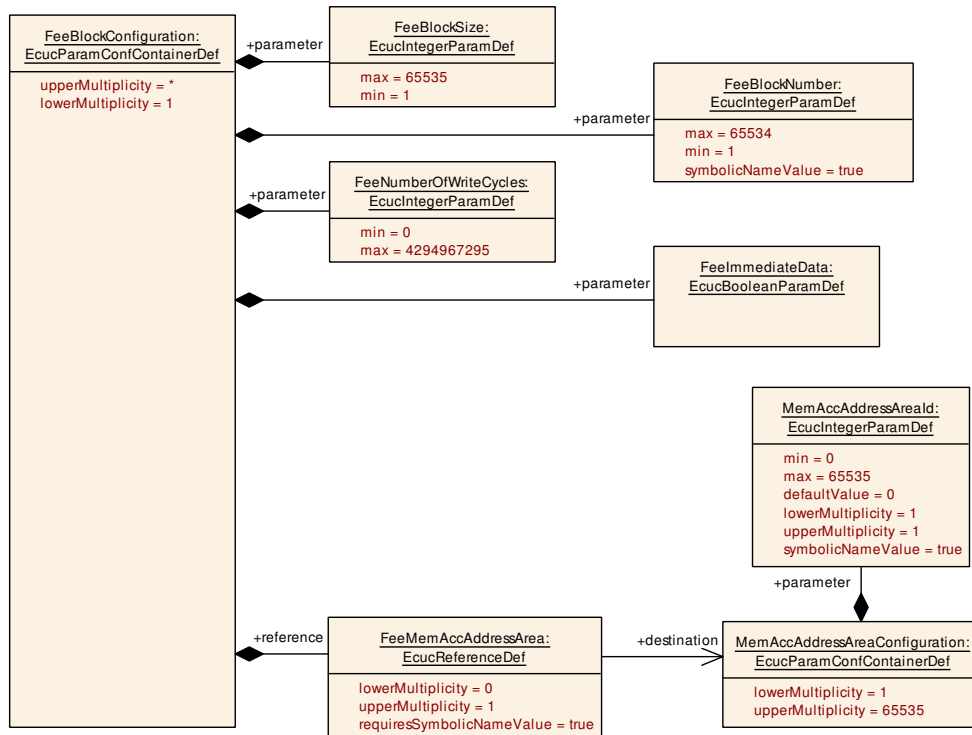 FeeBlockConfiguration:
EcucParamConfContainerDef
upperMultiplicity = *
lowerMultiplicity = 1
+parameter
FeeBlockSize:
EcucIntegerParamDef
max = 65535
min = 1
+parameter
FeeBlockNumber:
EcucIntegerParamDef
max = 65534
min = 1
symbolicNameValue = true
+parameter
FeeNumberOfWriteCycles:
EcucIntegerParamDef
min = 0
max = 4294967295
+parameter
FeeImmediateData:
EcucBooleanParamDef
MemAccAddressAreaId:
EcucIntegerParamDef
min = 0
max = 65535
defaultValue = 0
lowerMultiplicity = 1
upperMultiplicity = 1
symbolicNameValue = true
+parameter
+reference
FeeMemAccAddressArea:
EcucReferenceDef
lowerMultiplicity = 0
upperMultiplicity = 1
requiresSymbolicNameValue = true
+destination
MemAccAddressAreaConfiguration:
EcucParamConfContainerDef
lowerMultiplicity = 1
upperMultiplicity = 65535